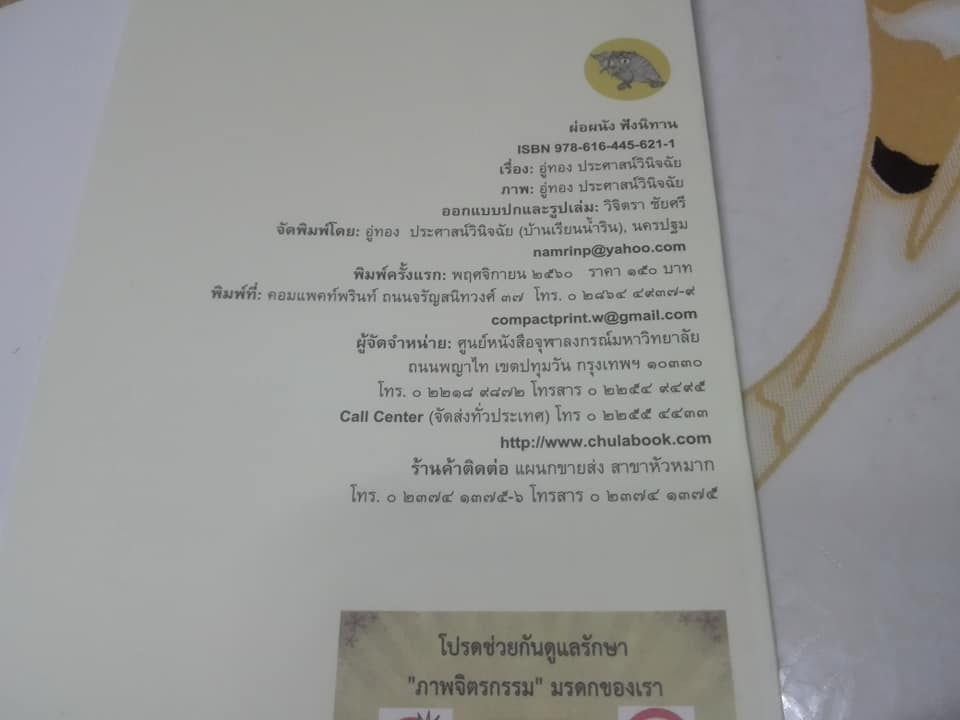 ผ่อผนัง ฟังนิทาน
ISBN 978-616-445-621-1
เรื่อง: อู่ทอง ประศาสน์วินิจฉัย
ภาพ: อู่ทอง ประศาสน์วินิจฉัย
ออกแบบปกและรูปเล่ม: วิจิตรา ชัยศรี
จัดพิมพ์โดย: อู่ทอง ประศาสน์วินิจฉัย (บ้านเรียนน้ำริน), นครปฐม
namrinp@yahoo.com
พิมพ์ครั้งแรก: พฤศจิกายน ๒๕๖๐ ราคา ๑๕๐ บาท
พิมพ์ที่: คอมแพคท์พรินท์ ถนนจรัญสนิทวงศ์ ๓๗ โทร. ๐ ๒๘๖๔ ๔๙๓๗-๙
compactprint.w@gmail.com
ผู้จัดจำหน่าย: ศูนย์หนังสือจุฬาลงกรณ์มหาวิทยาลัย
ถนนพญาไท เขตปทุมวัน กรุงเทพฯ ๑๐๓๓๐
โทร. ๐ ๒๒๑๘ ๙๘๗๒ โทรสาร ๐ ๒๒๕๔ ๙๔๙๕
Call Center (จัดส่งทั่วประเทศ) โทร ๐ ๒๒๕๕ ๔๔๓๓
http://www.chulabook.com
ร้านค้าติดต่อ แผนกขายส่ง สาขาหัวหมาก
โทร. ๐ ๒๓๗๔ ๑๓๗๕-๖ โทรสาร ๐ ๒๓๗๔ ๑๓๗๕
โปรดช่วยกันดูแลรักษา
"ภาพจิตรกรรม" มรดกของเรา